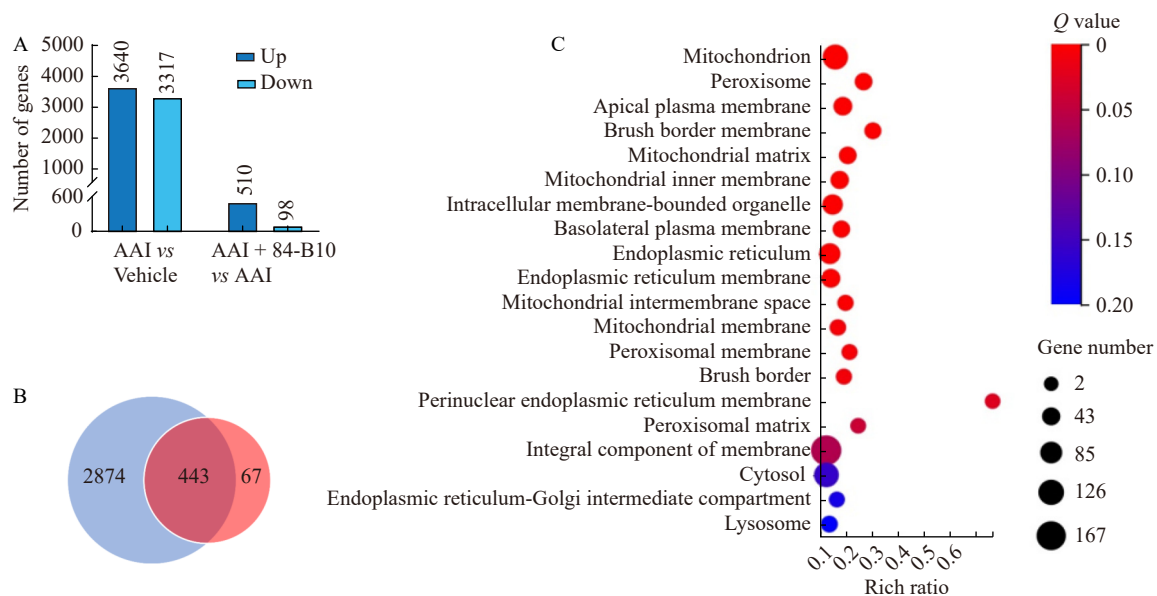 A
Number of genes
5000
4000
3000
2000
1000
600
0
3640
3317
510
98
Up
Down
AAI vs
Vehicle
AAI + 84-B10
vs AAI
B
2874
443
67
C
Mitochondrion
Peroxisome
Apical plasma membrane
Brush border membrane
Mitochondrial matrix
Mitochondrial inner membrane
Intracellular membrane-bounded organelle
Basolateral plasma membrane
Endoplasmic reticulum
Endoplasmic reticulum membrane
Mitochondrial intermembrane space
Mitochondrial membrane
Peroxisomal membrane
Brush border
Perinuclear endoplasmic reticulum membrane
Peroxisomal matrix
Integral component of membrane
Cytosol
Endoplasmic reticulum-Golgi intermediate compartment
Lysosome
0.1
0.2
0.3
0.4
0.5
0.6
Rich ratio
Q value
0
0.05
0.10
0.15
0.20
Gene number
2
43
85
126
167